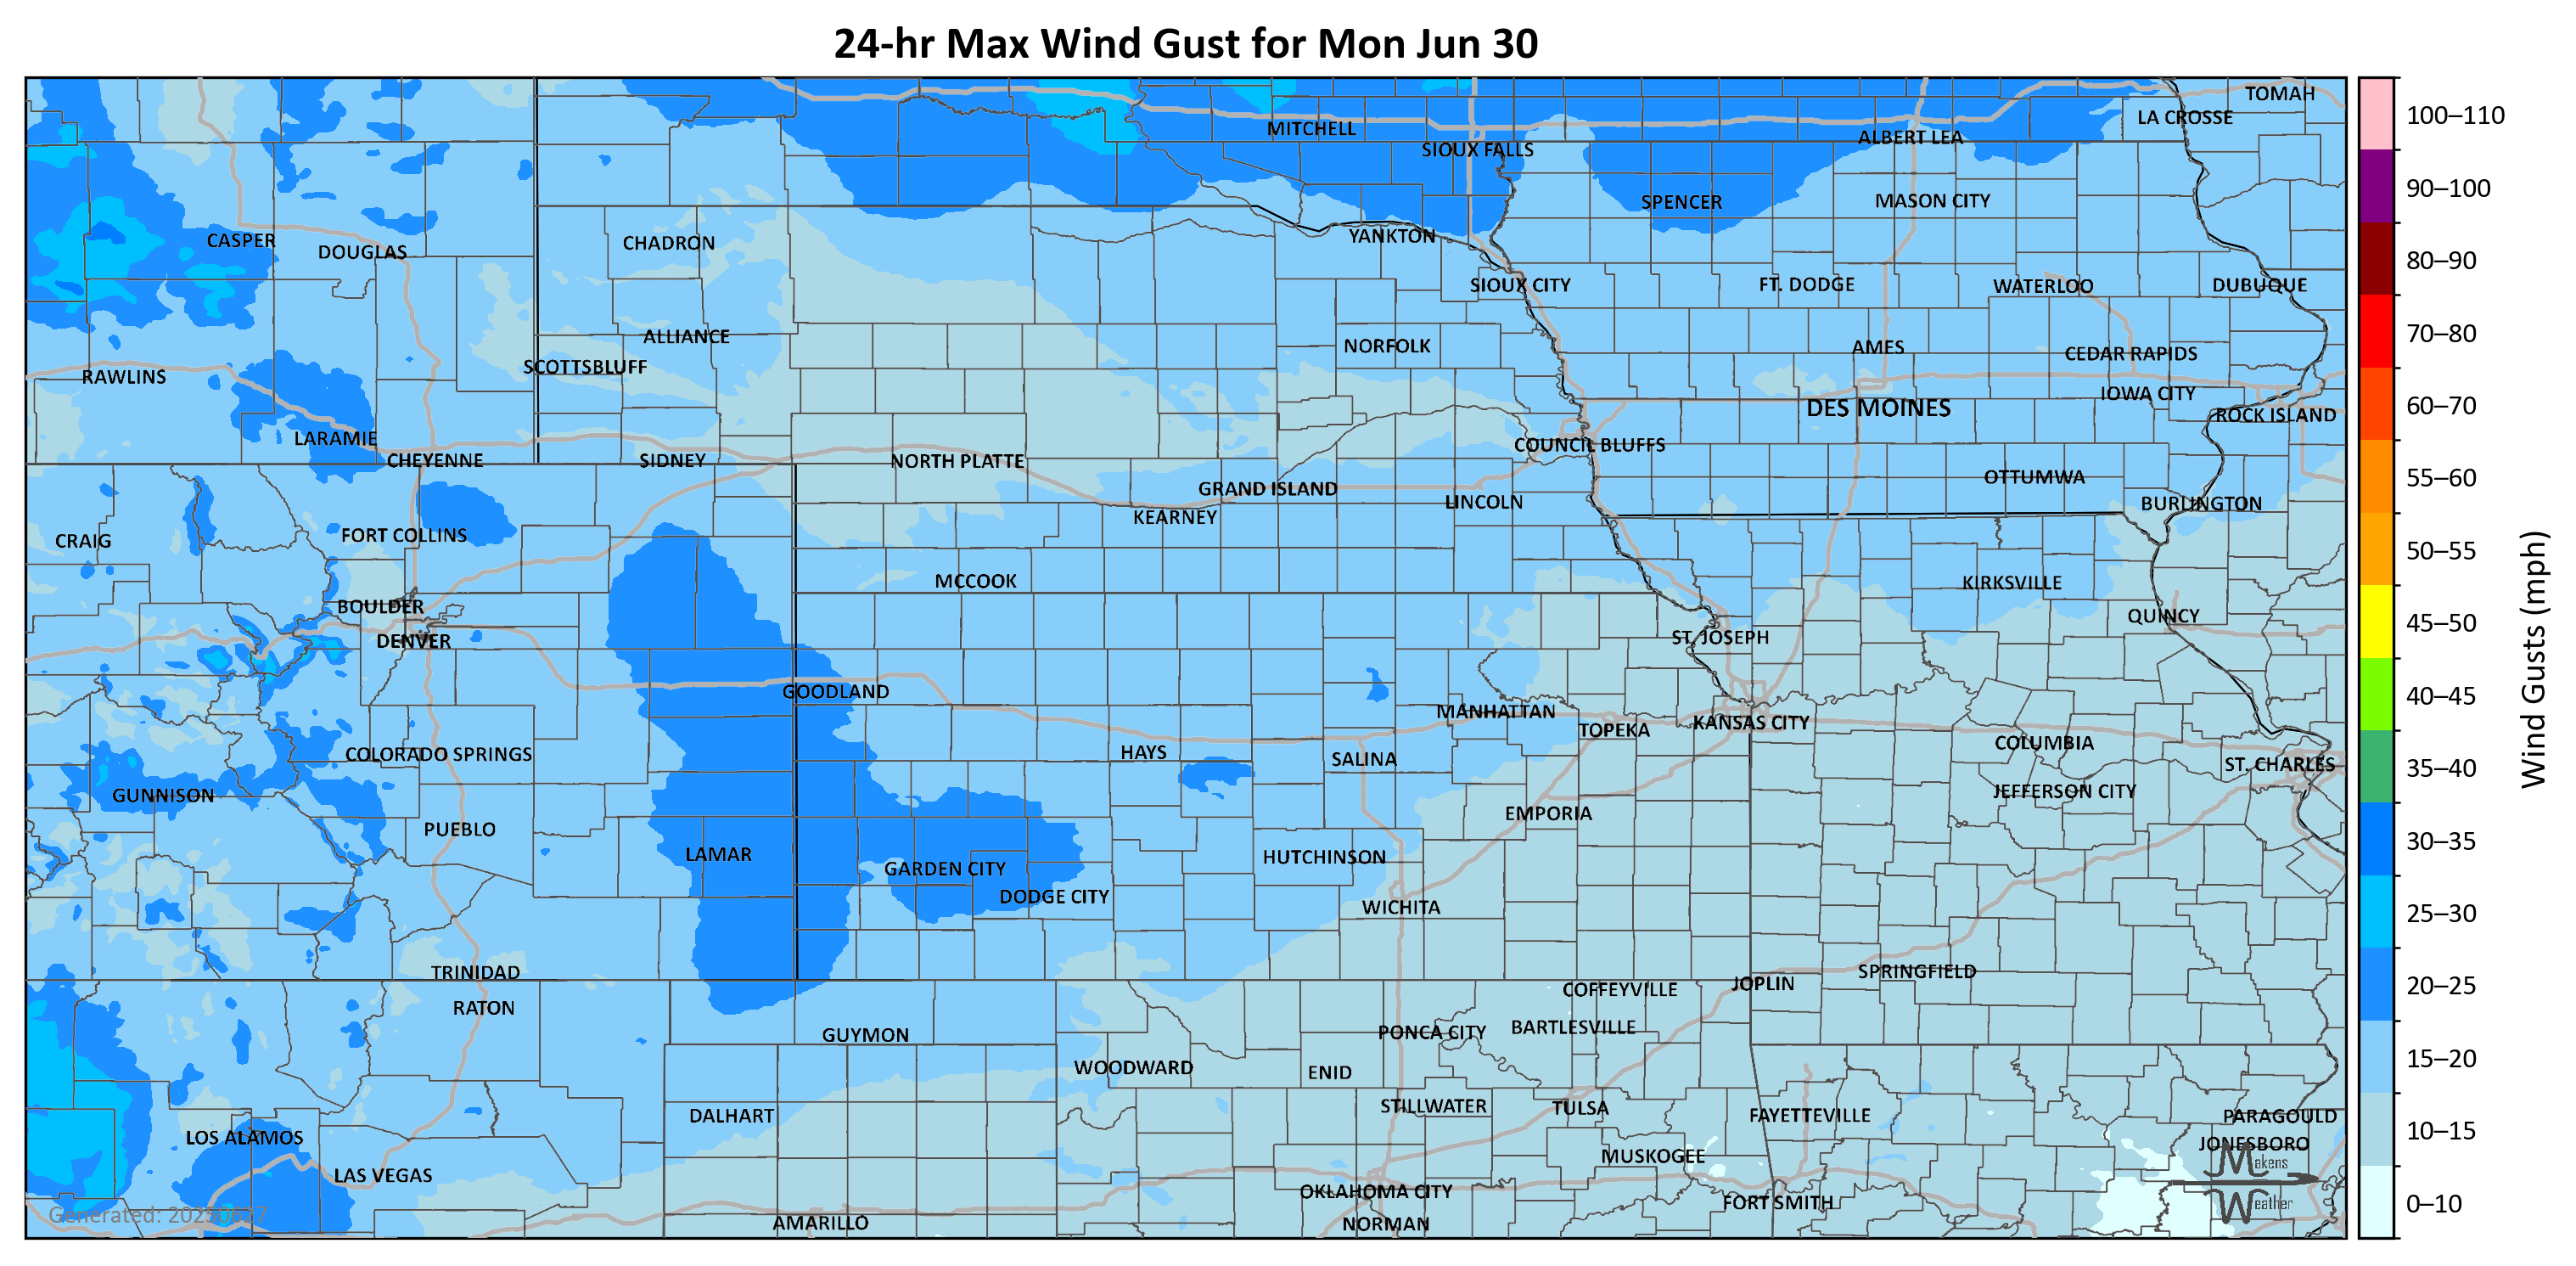 24-hr Max Wind Gust for Mon Jun 30
TOMAH
LA CROSSE
MITCHELL
ALBERT LEA
SIOUX FALLS
SPENCER
MASON CITY
CASPER
DOUGLAS
CHADRON
YANKTON
SIOUX CITY
FT. DODGE
WATERLOO
DUBUQUE
ALLIANCE
NORFOLK
AMES
CEDAR RAPIDS
SCOTTSBLUFF
RAWLINS
IOWA CITY
DES MOINES
ROCK ISLAND
LARAMIE
COUNCIL BLUFFS
CHEYENNE
SIDNEY
NORTH PLATTE
OTTUMWA
GRAND ISLAND
LINCOLN
BURLINGTON
KEARNEY
FORT COLLINS
CRAIG
MCCOOK
KIRKSVILLE
BOULDER
QUINCY
DENVER
ST. JOSEPH
GOODLAND
MANHATTAN
KANSAS CITY
TOPEKA
COLUMBIA
COLORADO SPRINGS
HAYS
SALINA
ST. CHARLES
JEFFERSON CITY
GUNNISON
EMPORIA
PUEBLO
LAMAR
HUTCHINSON
GARDEN CITY
DODGE CITY
WICHITA
TRINIDAD
SPRINGFIELD
JOPLIN
COFFEYVILLE
RATON
BARTLESVILLE
PONCA CITY
GUYMON
WOODWARD
ENID
STILLWATER
TULSA
DALHART
FAYETTEVILLE
PARAGOULD
LOS ALAMOS
JONESBORO
MUSKOGEE
LAS VEGAS
OKLAHOMA CITY
FORT SMITH
AMARILLO
NORMAN
Makens
Weather
Generated:
100–110
90–100
80–90
70–80
60–70
55–60
50–55
45–50
40–45
35–40
30–35
25–30
20–25
15–20
10–15
0–10
Wind Gusts (mph)